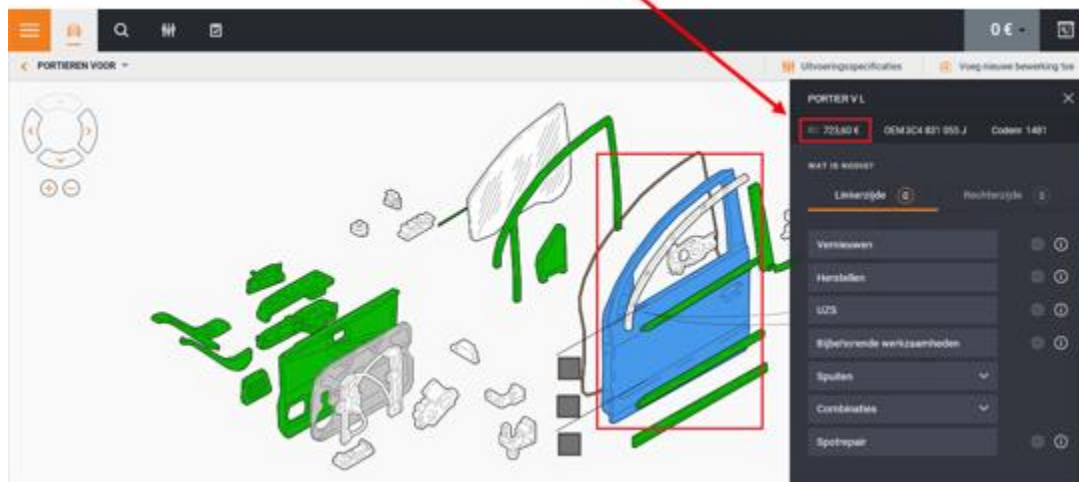 0 €
PORTIEREN VOOR
Uitvoeringsspecificaties
Voeg nieuwe bewerking toe
PORTIER V L
723,60 €
OEM 3C4 831 055 J
Codenr 1481
WAT IS NODIG?
Linkerzijde 0
Rechterzijde 0
Vernieuwen
Herstellen
UZS
Bijbehorende werkzaamheden
Spuiten
Combinaties
Spotrepair